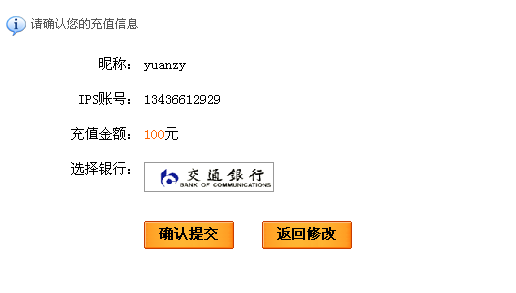 请确认您的充值信息
昵称： yuanzy
IPS账号： 13436612929
充值金额： 100元
选择银行： 交通银行
BANK OF COMMUNICATIONS
确认提交 返回修改